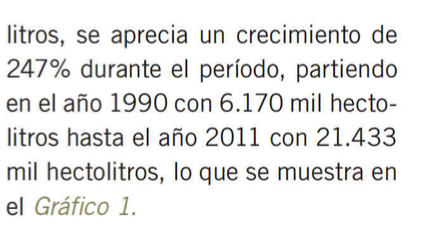 litros, se aprecia un crecimiento de
247% durante el período, partiendo
en el año 1990 con 6.170 mil hecto-
litros hasta el año 2011 con 21.433
mil hectolitros, lo que se muestra en
el Gráfico 1.